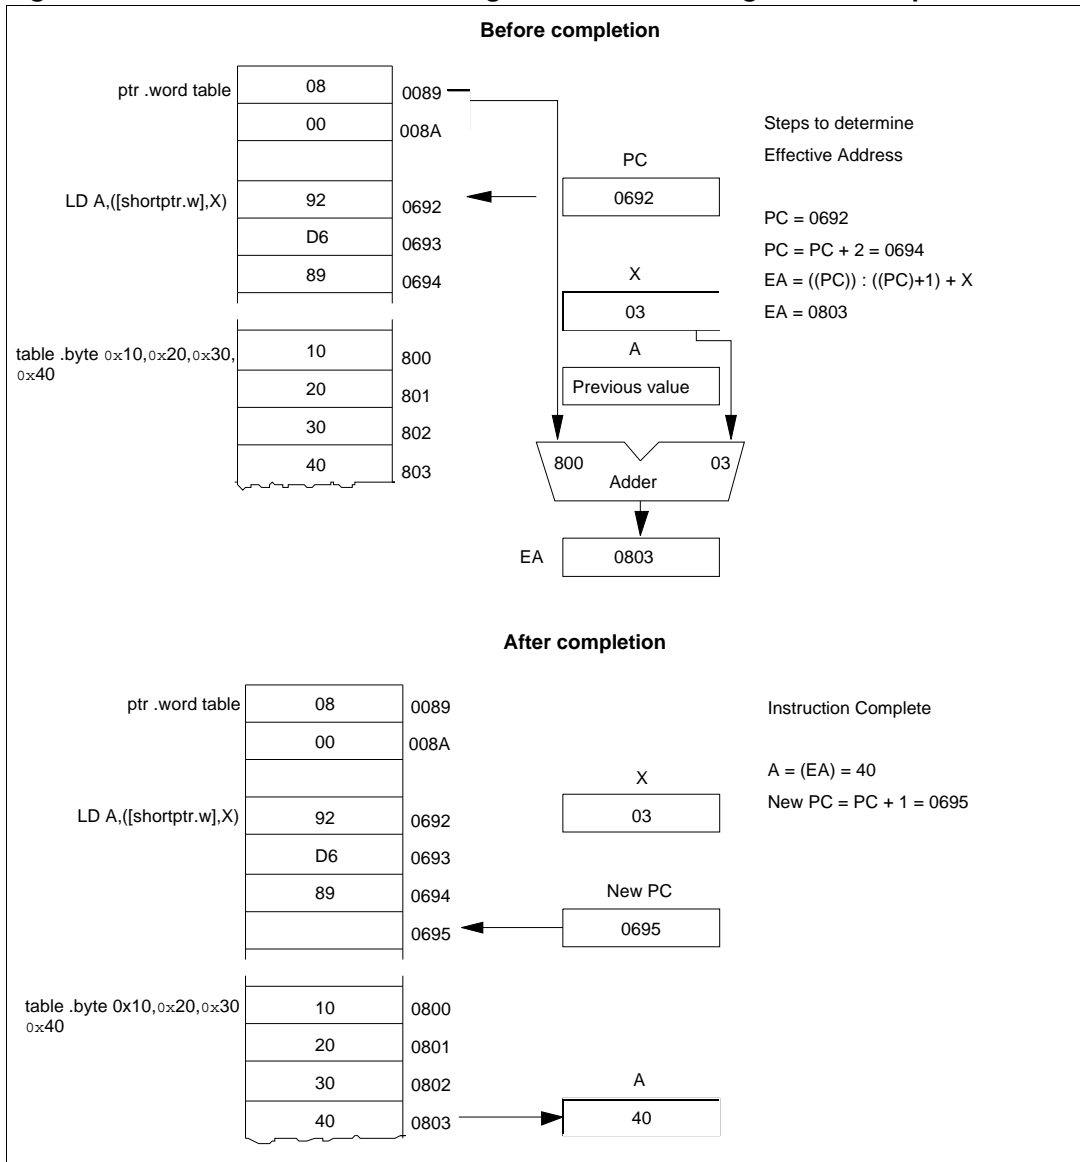 Before completion
ptr .word table
08
0089
00
008A
LD A,([shortptr.w],X)
92
0692
D6
0693
89
0694
table .byte 0x10,0x20,0x30,
0x40
10
800
20
801
30
802
40
803
PC
0692
X
03
A
Previous value
800
03
Adder
EA
0803
Steps to determine
Effective Address
PC = 0692
PC = PC + 2 = 0694
EA = ((PC)) : ((PC)+1) + X
EA = 0803
After completion
ptr .word table
08
0089
00
008A
LD A,([shortptr.w],X)
92
0692
D6
0693
89
0694
0695
table .byte 0x10,0x20,0x30
0x40
10
0800
20
0801
30
0802
40
0803
X
03
New PC
0695
A
40
Instruction Complete
A = (EA) = 40
New PC = PC + 1 = 0695